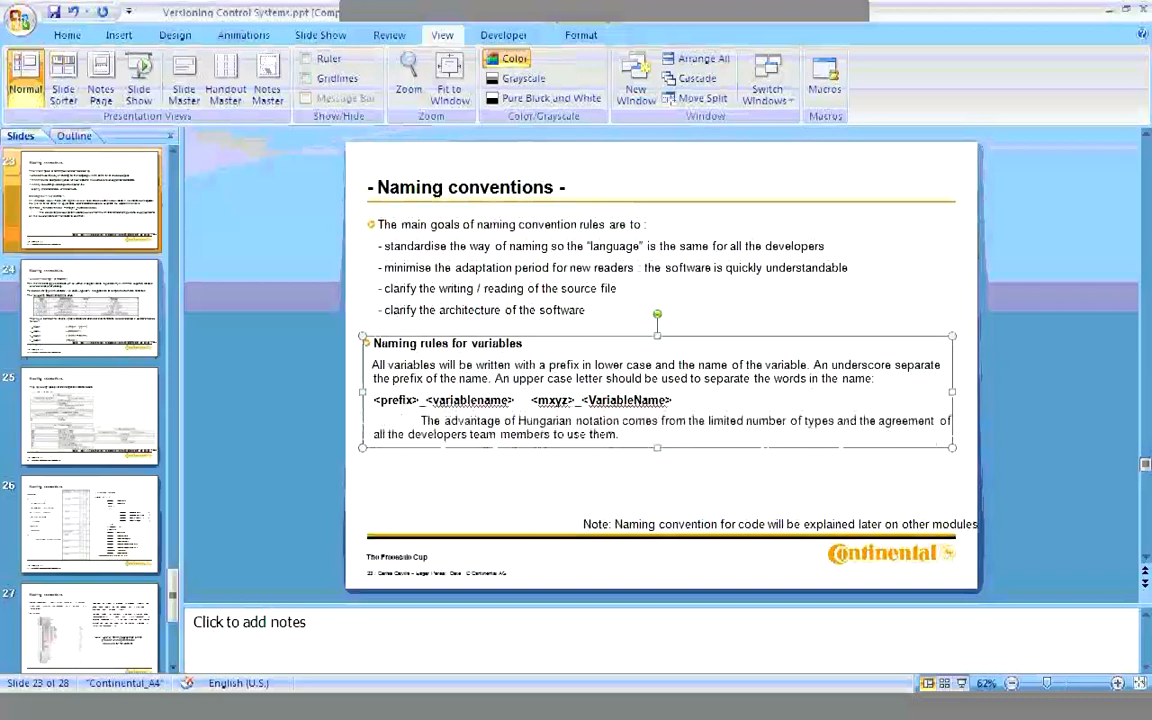 Versioning Control Systems.ppt [Comp
Home Insert Design Animations Slide Show Review View Developer Format
Normal Slide Sorter Notes Page Slide Show Slide Master Handout Master Notes Master
Presentation Views
Ruler
Gridlines
Message Bar
Show/Hide
Zoom Fit to Window
Zoom
Color
Grayscale
Pure Black and White
Color/Grayscale
New Window
Arrange All
Cascade
Move Split
Switch Windows
Window
Macros
Macros
Slides Outline
23
24
25
26
27
- Naming conventions -
The main goals of naming convention rules are to :
- standardise the way of naming so the "language" is the same for all the developers
- minimise the adaptation period for new readers : the software is quickly understandable
- clarify the writing / reading of the source file
- clarify the architecture of the software
Naming rules for variables
All variables will be written with a prefix in lower case and the name of the variable. An underscore separate
the prefix of the name. An upper case letter should be used to separate the words in the name:
<prefix>_<variablename> <mxyz>_<VariableName>
The advantage of Hungarian notation comes from the limited number of types and the agreement of
all the developers team members to use them.
Note: Naming convention for code will be explained later on other modules
The Freescale Cup
Continental
Click to add notes
Slide 23 of 28 "Continental_A4" English (U.S.) 62%